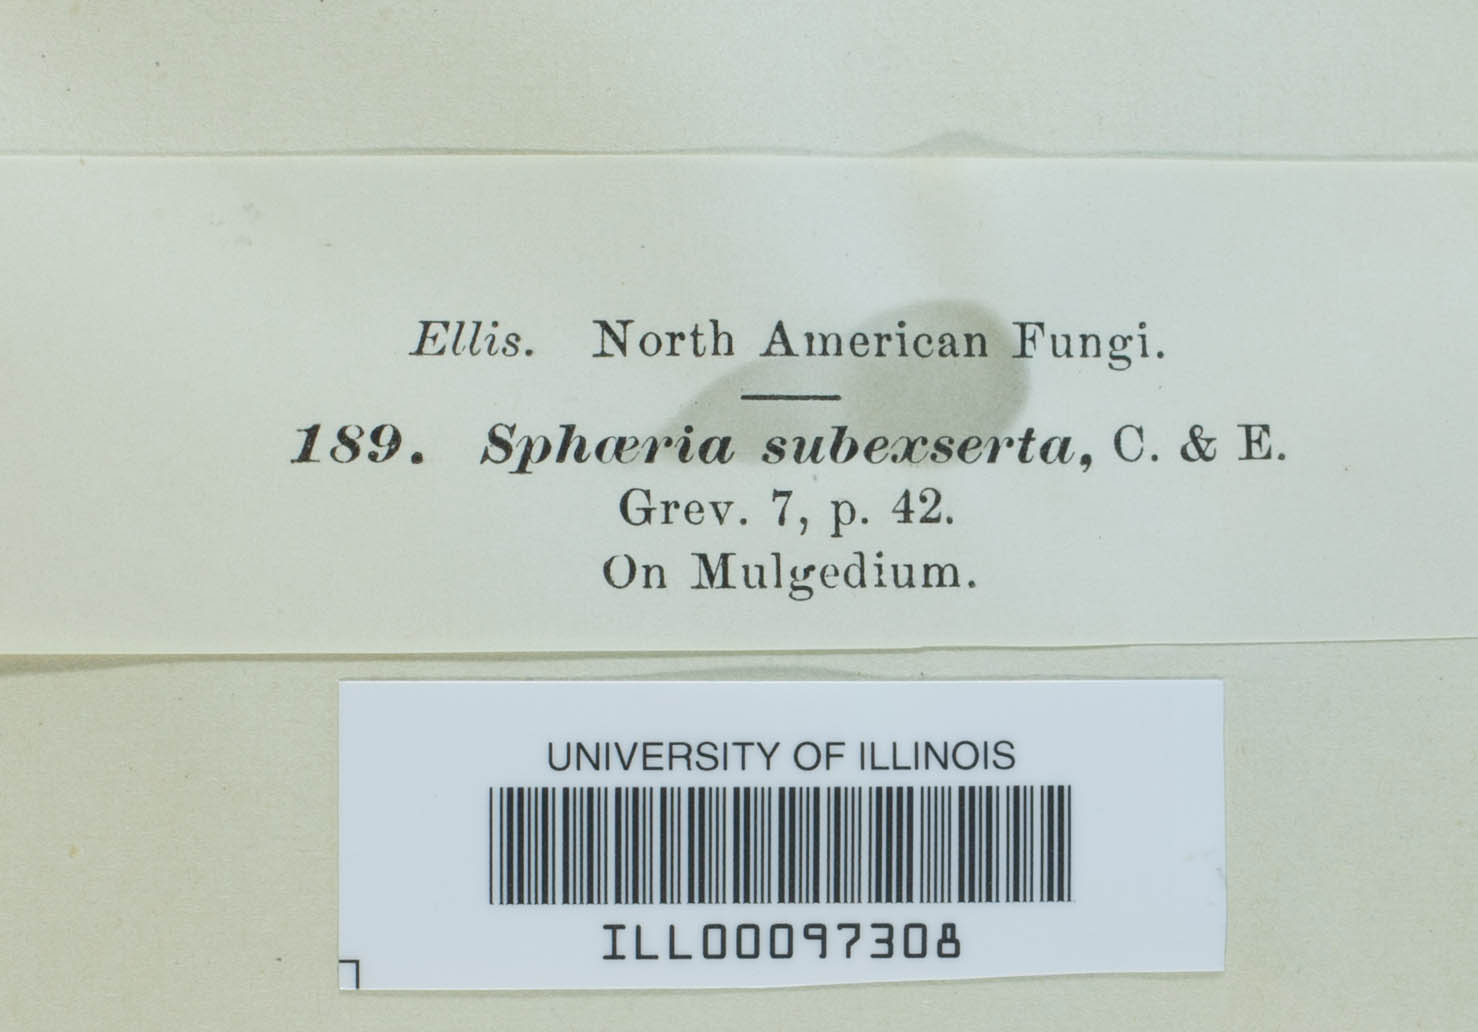 Ellis. North American Fungi.
189. Sphæria subexserta, C. & E.
Grev. 7, p. 42.
On Mulgedium.
UNIVERSITY OF ILLINOIS
ILL00097308